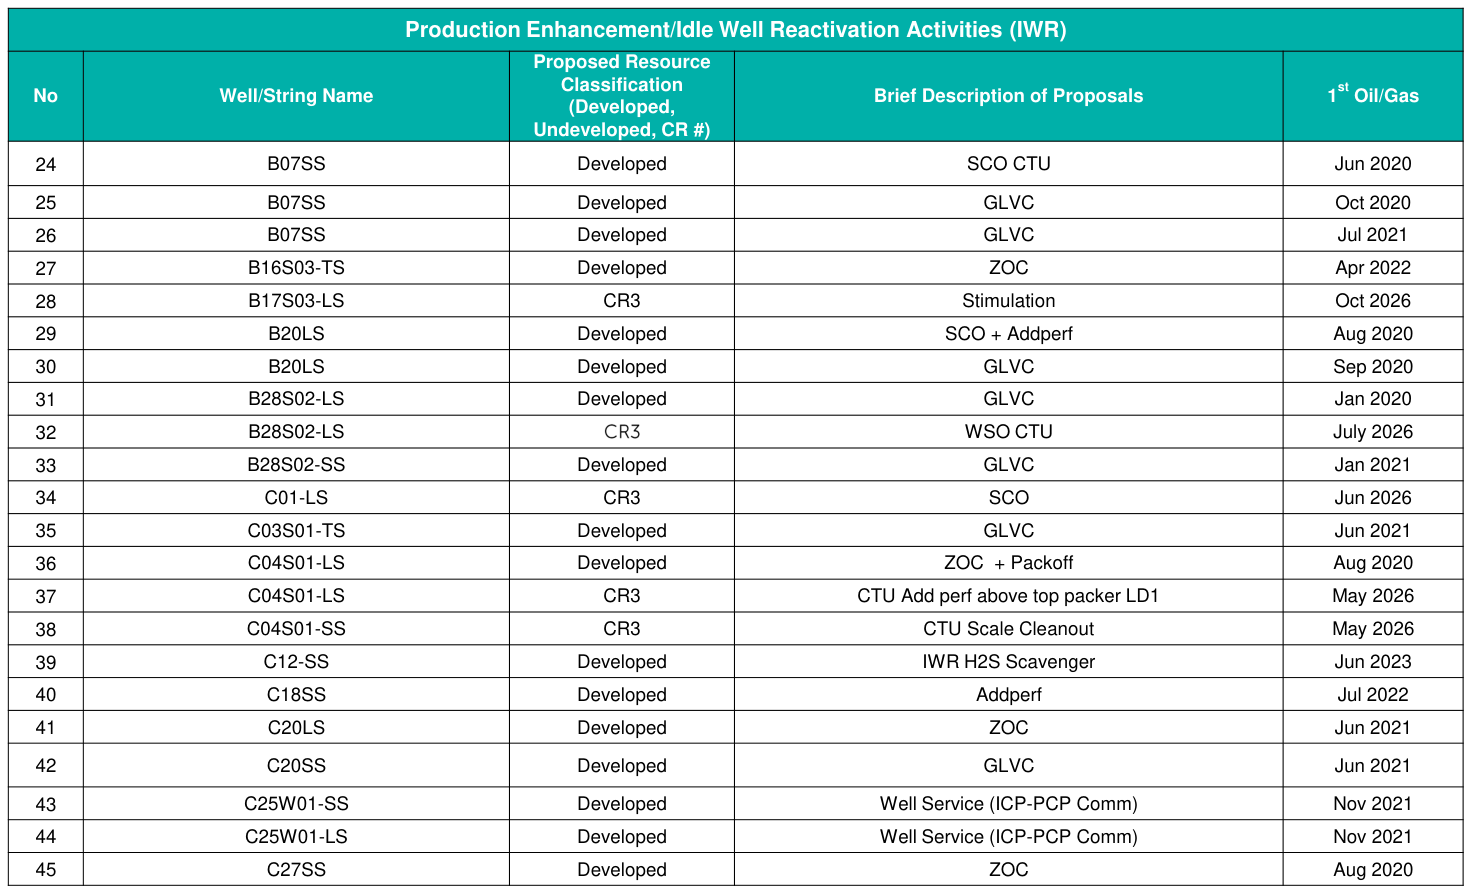 Production Enhancement/Idle Well Reactivation Activities (IWR)
No Well/String Name Proposed Resource Classification (Developed, Undeveloped, CR #) Brief Description of Proposals 1st Oil/Gas
24 B07SS Developed SCO CTU Jun 2020
25 B07SS Developed GLVC Oct 2020
26 B07SS Developed GLVC Jul 2021
27 B16S03-TS Developed ZOC Apr 2022
28 B17S03-LS CR3 Stimulation Oct 2026
29 B20LS Developed SCO + Addperf Aug 2020
30 B20LS Developed GLVC Sep 2020
31 B28S02-LS Developed GLVC Jan 2020
32 B28S02-LS CR3 WSO CTU July 2026
33 B28S02-SS Developed GLVC Jan 2021
34 C01-LS CR3 SCO Jun 2026
35 C03S01-TS Developed GLVC Jun 2021
36 C04S01-LS Developed ZOC + Packoff Aug 2020
37 C04S01-LS CR3 CTU Add perf above top packer LD1 May 2026
38 C04S01-SS CR3 CTU Scale Cleanout May 2026
39 C12-SS Developed IWR H2S Scavenger Jun 2023
40 C18SS Developed Addperf Jul 2022
41 C20LS Developed ZOC Jun 2021
42 C20SS Developed GLVC Jun 2021
43 C25W01-SS Developed Well Service (ICP-PCP Comm) Nov 2021
44 C25W01-LS Developed Well Service (ICP-PCP Comm) Nov 2021
45 C27SS Developed ZOC Aug 2020